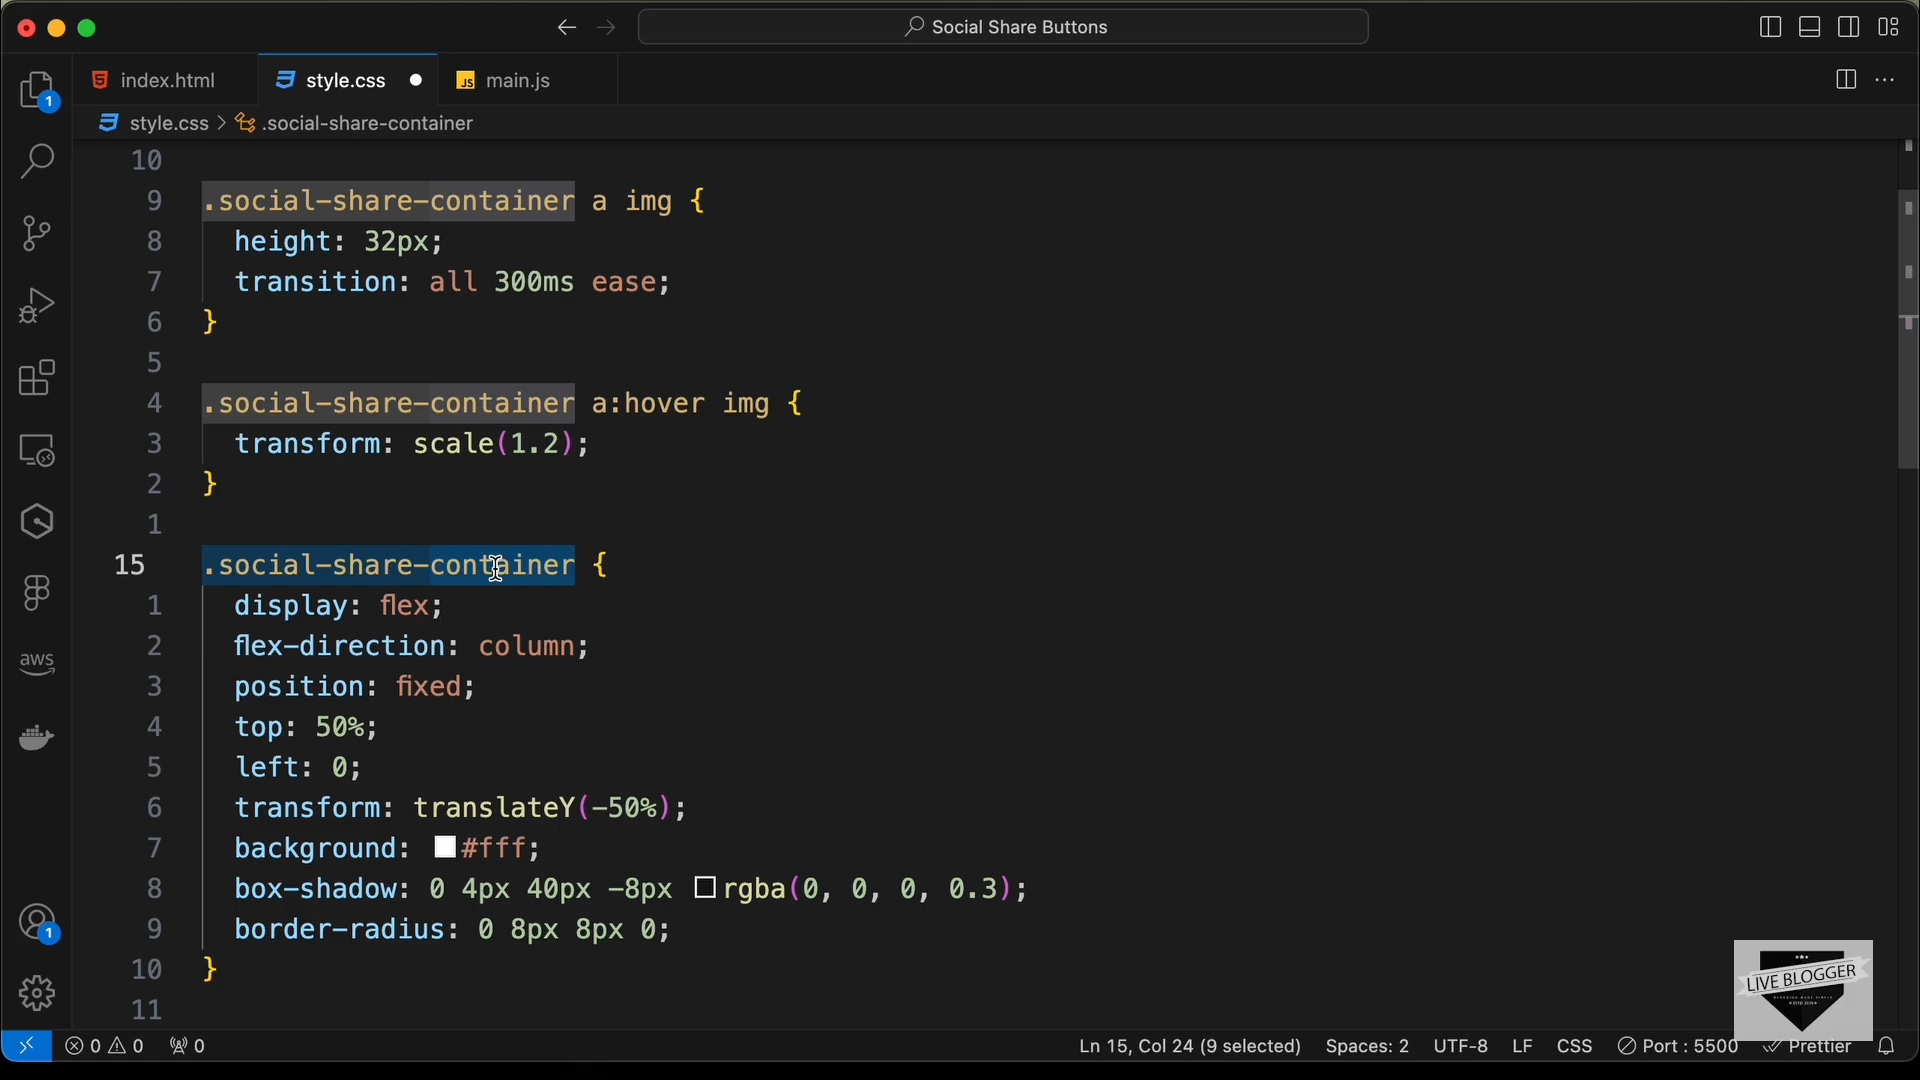 Social Share Buttons
index.html style.css main.js
style.css > .social-share-container
10
9 .social-share-container a img {
8 height: 32px;
7 transition: all 300ms ease;
6 }
5
4 .social-share-container a:hover img {
3 transform: scale(1.2);
2 }
1
15 .social-share-container {
1 display: flex;
2 flex-direction: column;
3 position: fixed;
4 top: 50%;
5 left: 0;
6 transform: translateY(-50%);
7 background: #fff;
8 box-shadow: 0 4px 40px -8px rgba(0, 0, 0, 0.3);
9 border-radius: 0 8px 8px 0;
10 }
11
1
aws
1
LIVE BLOGGER
0 0 0 Ln 15, Col 24 (9 selected) Spaces: 2 UTF-8 LF CSS Port : 5500 Prettier